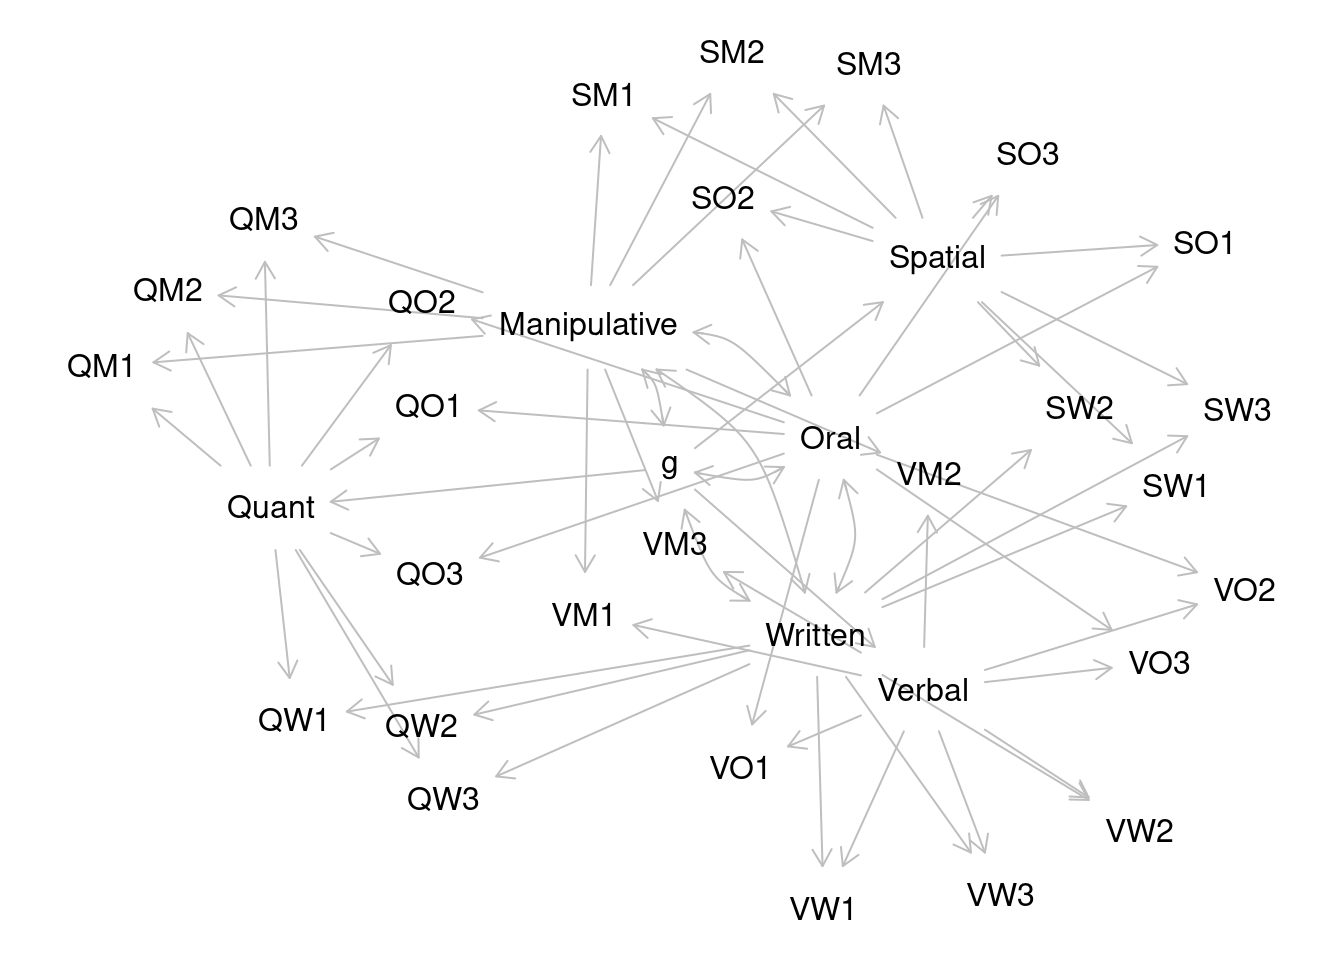 SM2
SM3
SM1
SO3
SO2
QM3
SO1
Spatial
QM2
QO2
Manipulative
QM1
QO1
SW2
SW3
Oral
g
VM2
SW1
Quant
VM3
QO3
VO2
VM1
Written
VO3
Verbal
QW1
QW2
VO1
QW3
VW2
VW3
VW1